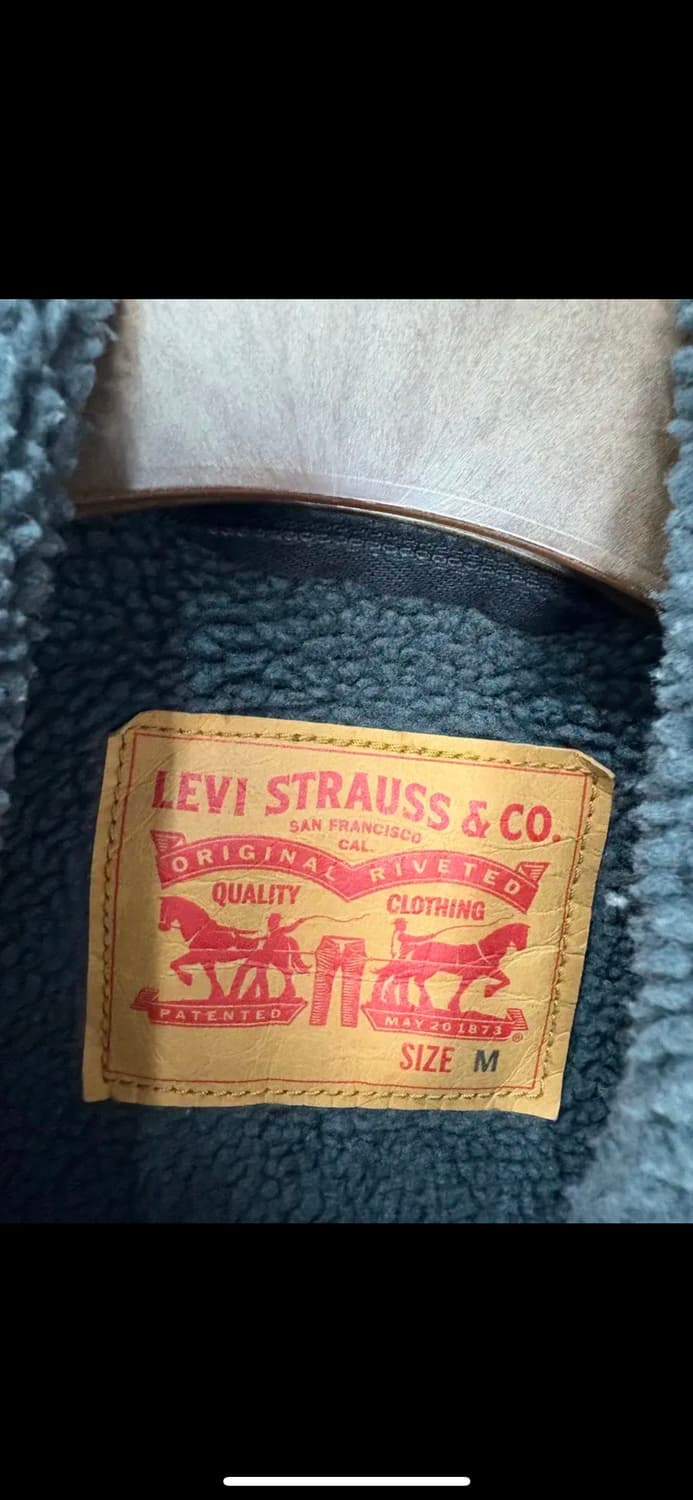 LEVI STRAUSS & CO.
SAN FRANCISCO
CAL.
ORIGINAL RIVETED
QUALITY CLOTHING
PATENTED MAY 20 1873 ®
SIZE M